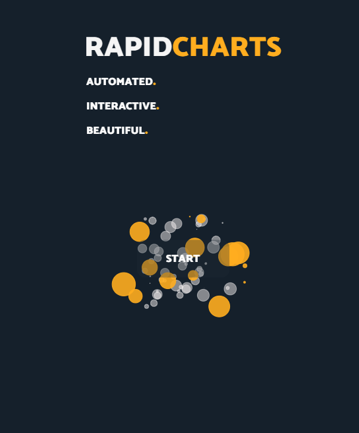 RAPIDCHARTS
AUTOMATED.
INTERACTIVE.
BEAUTIFUL.
START